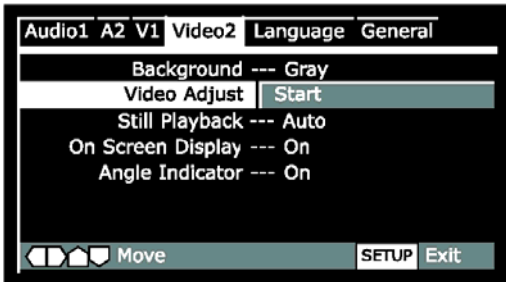 Audio1 A2 V1 Video2 Language General
Background --- Gray
Video Adjust Start
Still Playback --- Auto
On Screen Display --- On
Angle Indicator --- On
Move SETUP Exit